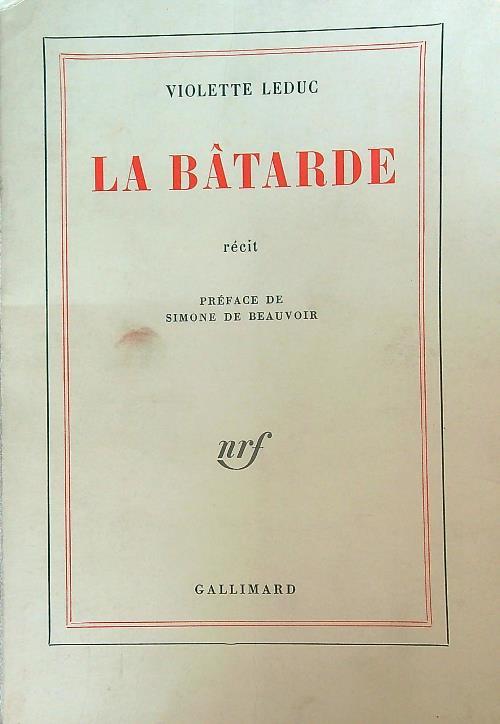 VIOLETTE LEDUC
LA BÂTARDE
récit
PRÉFACE DE
SIMONE DE BEAUVOIR
nrf
GALLIMARD